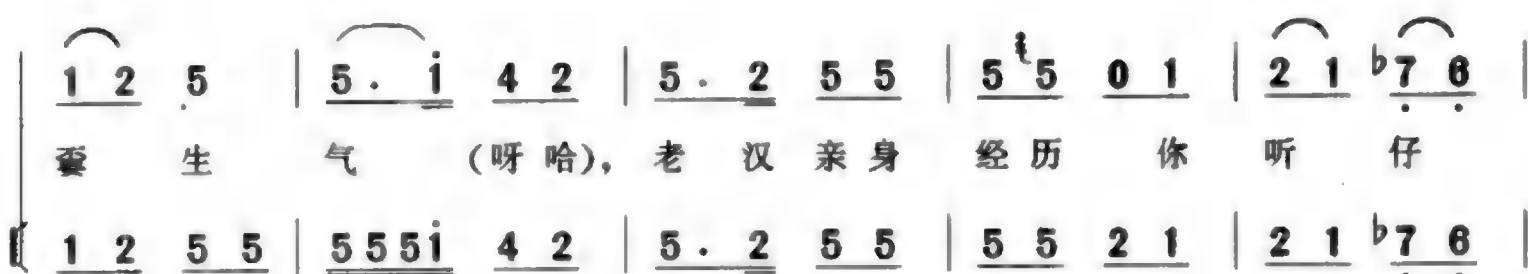 1 2 5 | 5 · i 4 2 | 5 · 2 5 5 | 5 5 0 1 | 2 1 ♭7 6 |
嫑 生 气 (呀 哈), 老 汉 亲 身 经 历 你 听 仔
1 2 5 5 | 5 5 5 i 4 2 | 5 · 2 5 5 | 5 5 2 1 | 2 1 ♭7 6 |